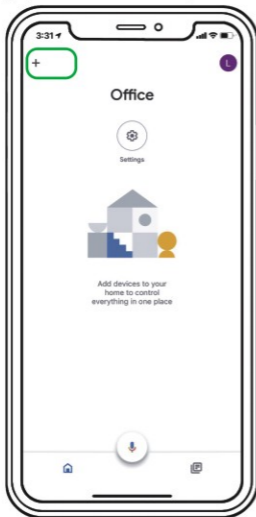 3:31
+
L
Office
Settings
Add devices to your
home to control
everything in one place